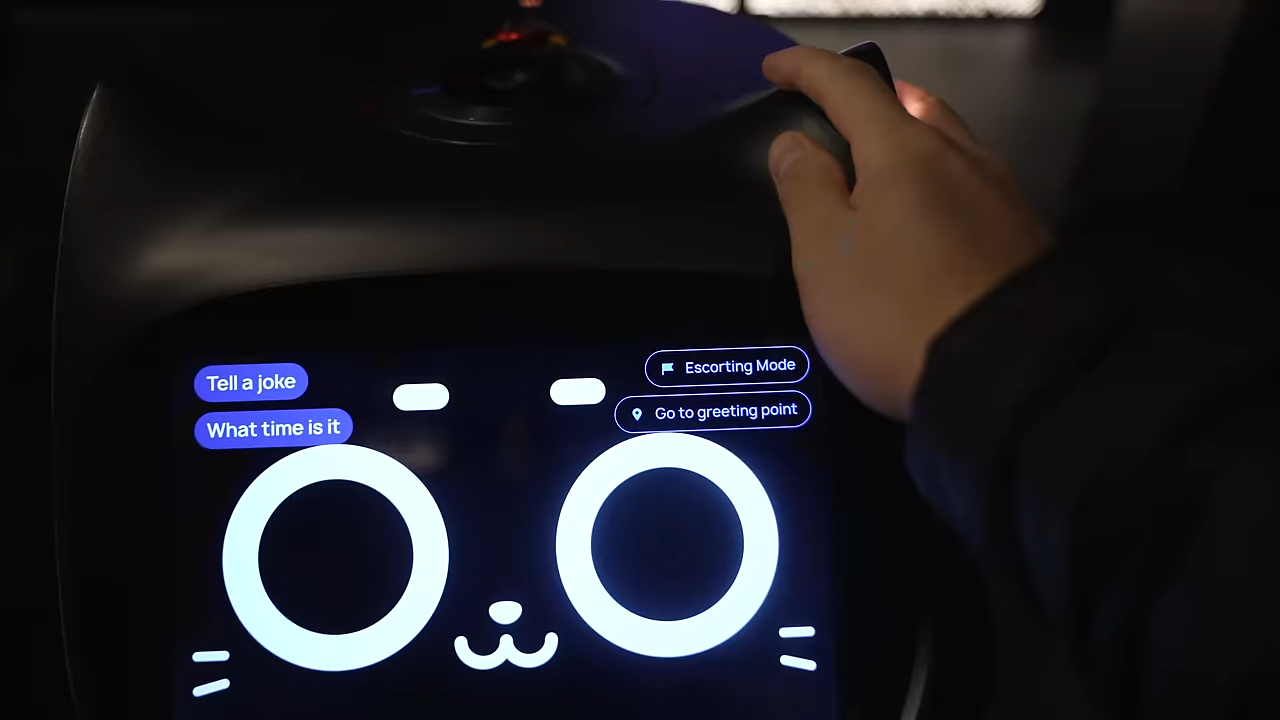 Tell a joke
What time is it
Escorting Mode
Go to greeting point